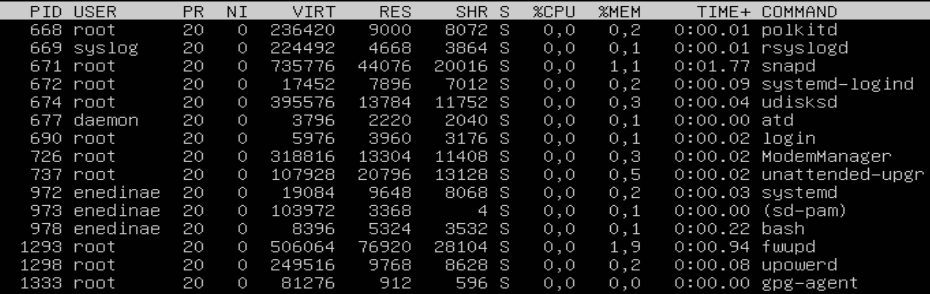 PID USER PR NI VIRT RES SHR S %CPU %MEM TIME+ COMMAND
668 root 20 0 236420 9000 8072 S 0,0 0,2 0:00.01 polkitd
669 syslog 20 0 224492 4668 3864 S 0,0 0,1 0:00.01 rsyslogd
671 root 20 0 735776 44076 20016 S 0,0 1,1 0:01.77 snapd
672 root 20 0 17452 7896 7012 S 0,0 0,2 0:00.09 systemd-logind
674 root 20 0 395576 13784 11752 S 0,0 0,3 0:00.04 udisksd
677 daemon 20 0 3796 2220 2040 S 0,0 0,1 0:00.00 atd
690 root 20 0 5976 3960 3176 S 0,0 0,1 0:00.02 login
726 root 20 0 318816 13304 11408 S 0,0 0,3 0:00.02 ModemManager
737 root 20 0 107928 20796 13128 S 0,0 0,5 0:00.02 unattended-upgr
972 enedinae 20 0 19084 9648 8068 S 0,0 0,2 0:00.03 systemd
973 enedinae 20 0 103972 3368 4 S 0,0 0,1 0:00.00 (sd-pam)
978 enedinae 20 0 8396 5324 3532 S 0,0 0,1 0:00.22 bash
1293 root 20 0 506064 76920 28104 S 0,0 1,9 0:00.94 fwupd
1298 root 20 0 249516 9768 8628 S 0,0 0,2 0:00.08 upowerd
1333 root 20 0 81276 912 596 S 0,0 0,0 0:00.00 gpg-agent